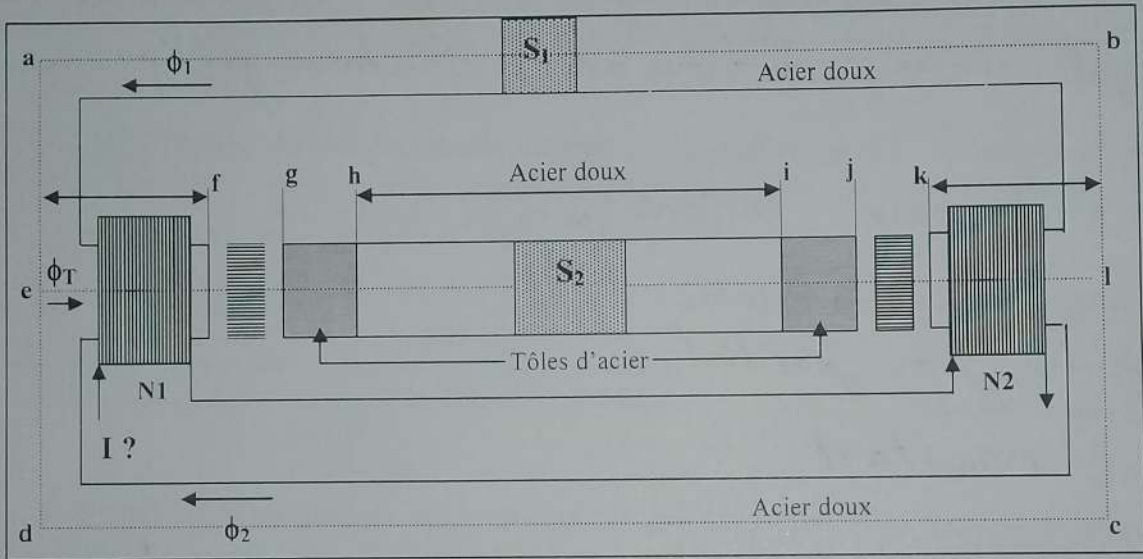 S1
a
b
ϕ1
Acier doux
f
g
h
Acier doux
i
j
k
ϕT
e
S2
l
Tôles d'acier
N1
N2
I ?
ϕ2
Acier doux
d
c